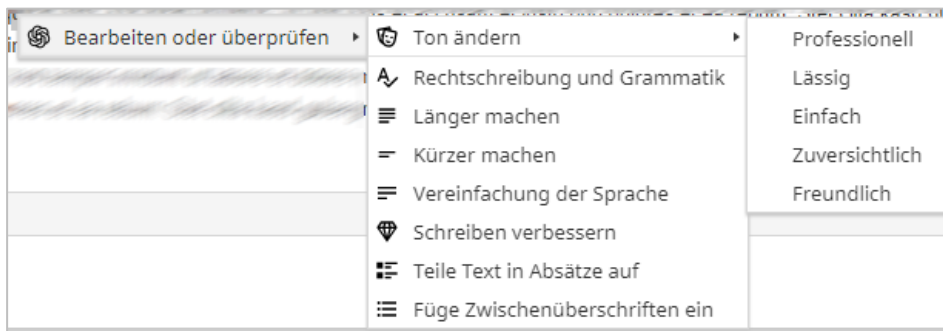 Bearbeiten oder überprüfen
Ton ändern
Rechtschreibung und Grammatik
Länger machen
Kürzer machen
Vereinfachung der Sprache
Schreiben verbessern
Teile Text in Absätze auf
Füge Zwischenüberschriften ein
Professionell
Lässig
Einfach
Zuversichtlich
Freundlich